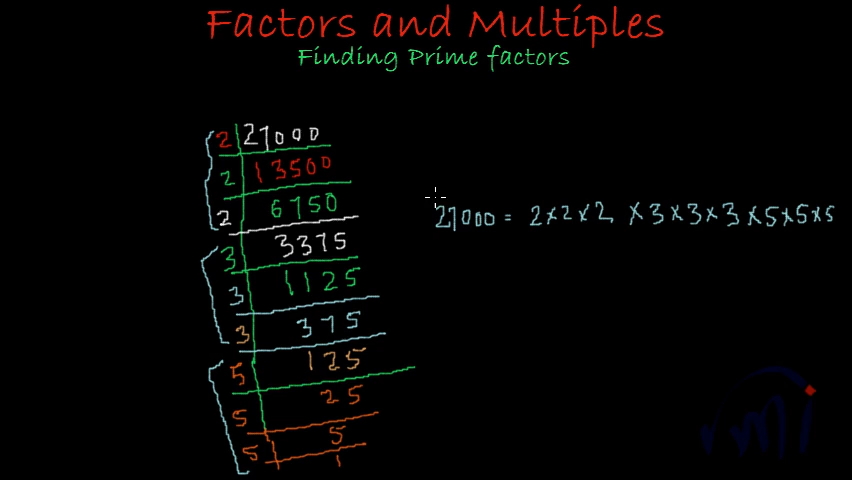 Factors and Multiples
Finding Prime factors
2 27000
2 13500
2 6750
27000 = 2×2×2 ×3×3×3×5×5×5
3 3375
3 1125
3 375
5 125
5 25
5 5
1
rmi